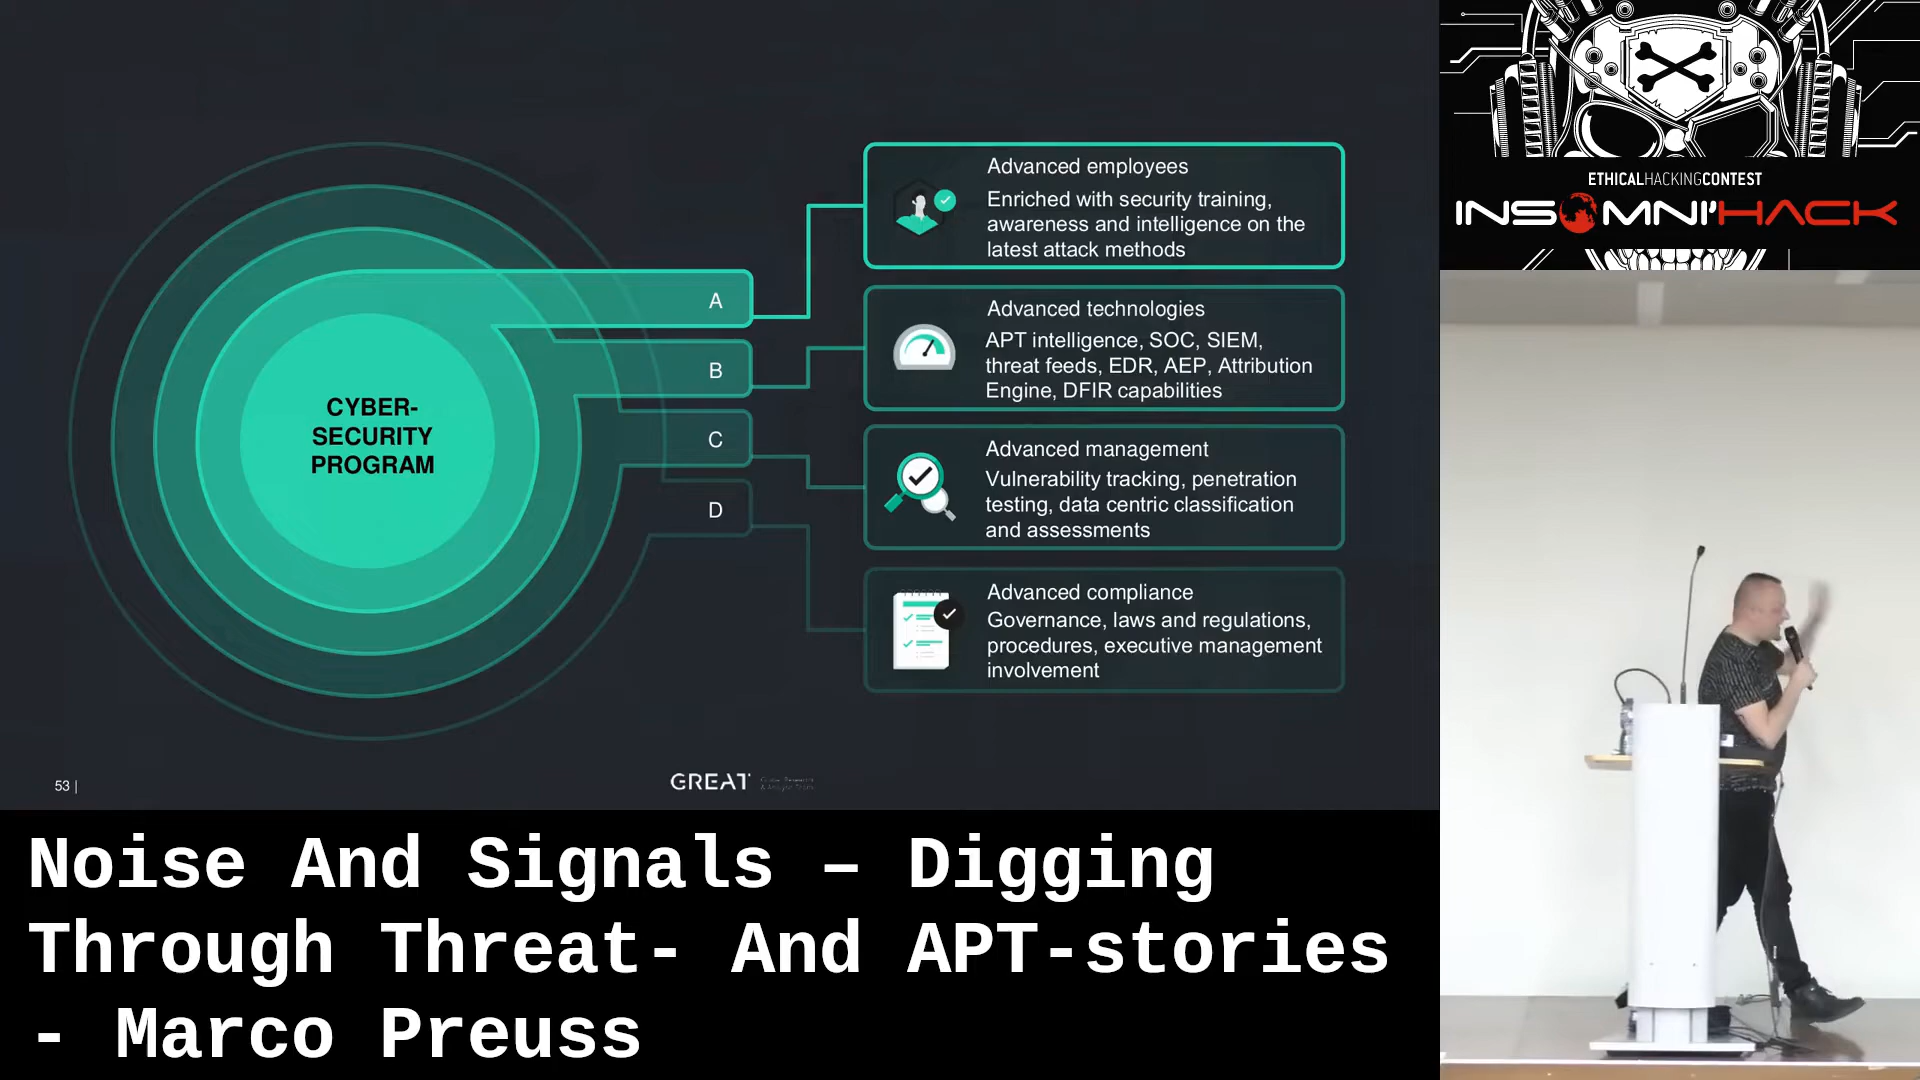 CYBER-
SECURITY
PROGRAM
A
B
C
D
Advanced employees
Enriched with security training,
awareness and intelligence on the
latest attack methods
Advanced technologies
APT intelligence, SOC, SIEM,
threat feeds, EDR, AEP, Attribution
Engine, DFIR capabilities
Advanced management
Vulnerability tracking, penetration
testing, data centric classification
and assessments
Advanced compliance
Governance, laws and regulations,
procedures, executive management
involvement
53 |
GREAT
ETHICALHACKINGCONTEST
INSOMNI'HACK
Noise And Signals – Digging
Through Threat- And APT-stories
- Marco Preuss